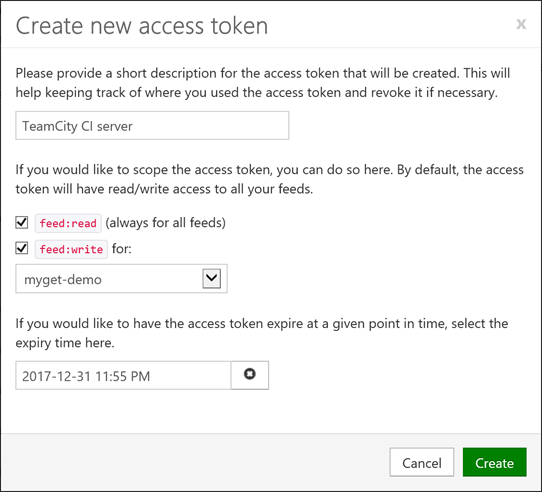 Create new access token
x
Please provide a short description for the access token that will be created. This will
help keeping track of where you used the access token and revoke it if necessary.
TeamCity CI server
If you would like to scope the access token, you can do so here. By default, the access
token will have read/write access to all your feeds.
feed:read (always for all feeds)
feed:write for:
myget-demo
If you would like to have the access token expire at a given point in time, select the
expiry time here.
2017-12-31 11:55 PM
Cancel Create